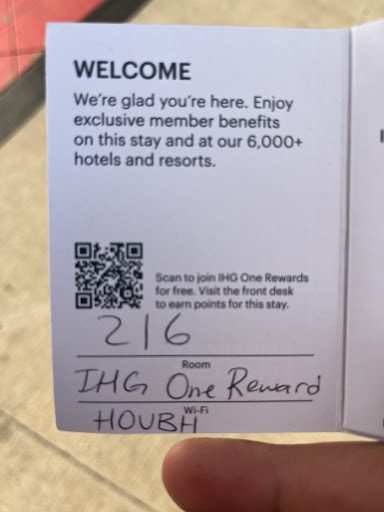 WELCOME
We're glad you're here. Enjoy
exclusive member benefits
on this stay and at our 6,000+
hotels and resorts.
Scan to join IHG One Rewards
for free. Visit the front desk
to earn points for this stay.
216
Room
IHG One Reward
Wi-Fi
HOUBH